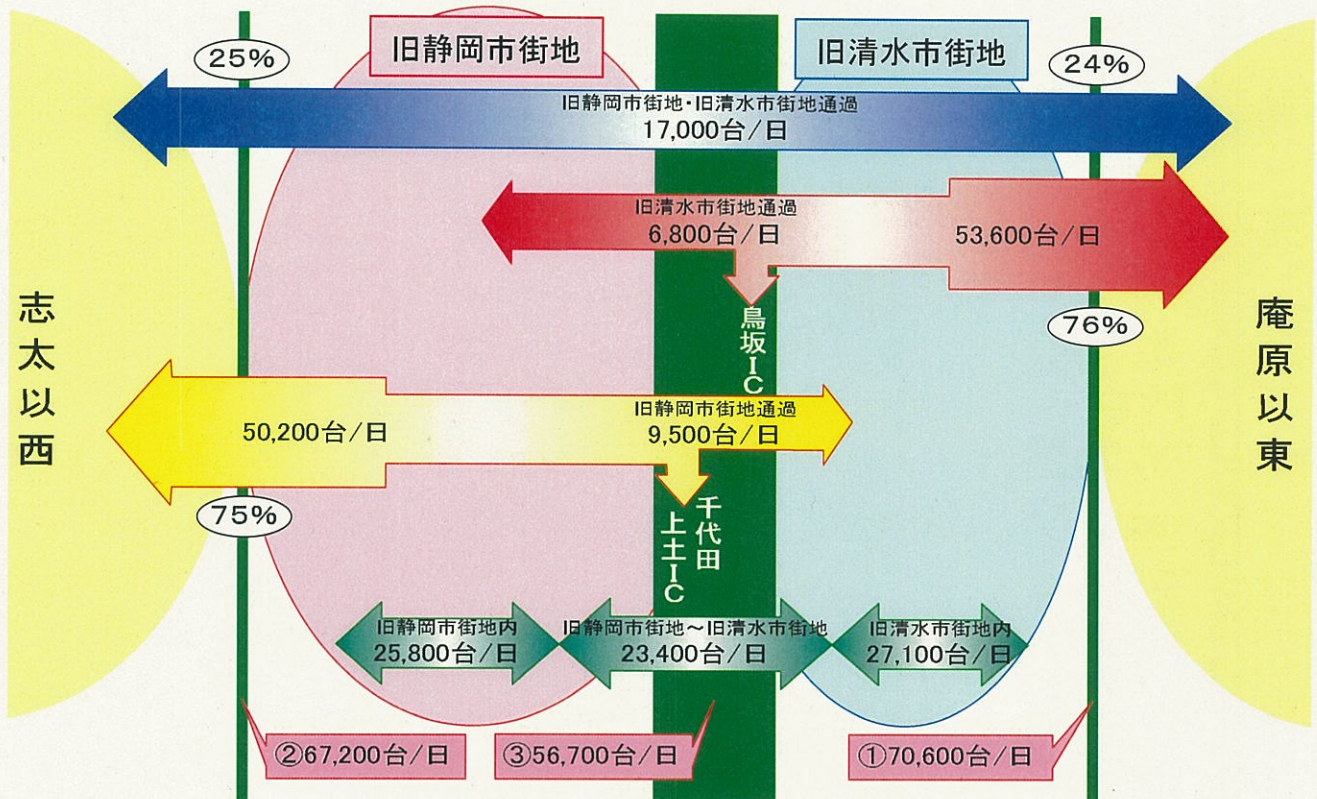 25%
旧静岡市街地
旧清水市街地
24%
旧静岡市街地・旧清水市街地通過
17,000台/日
旧清水市街地通過
6,800台/日
53,600台/日
志太以西
鳥坂IC
76%
庵原以東
50,200台/日
旧静岡市街地通過
9,500台/日
75%
千代田
上土IC
旧静岡市街地内
25,800台/日
旧静岡市街地～旧清水市街地
23,400台/日
旧清水市街地内
27,100台/日
②67,200台/日
③56,700台/日
①70,600台/日